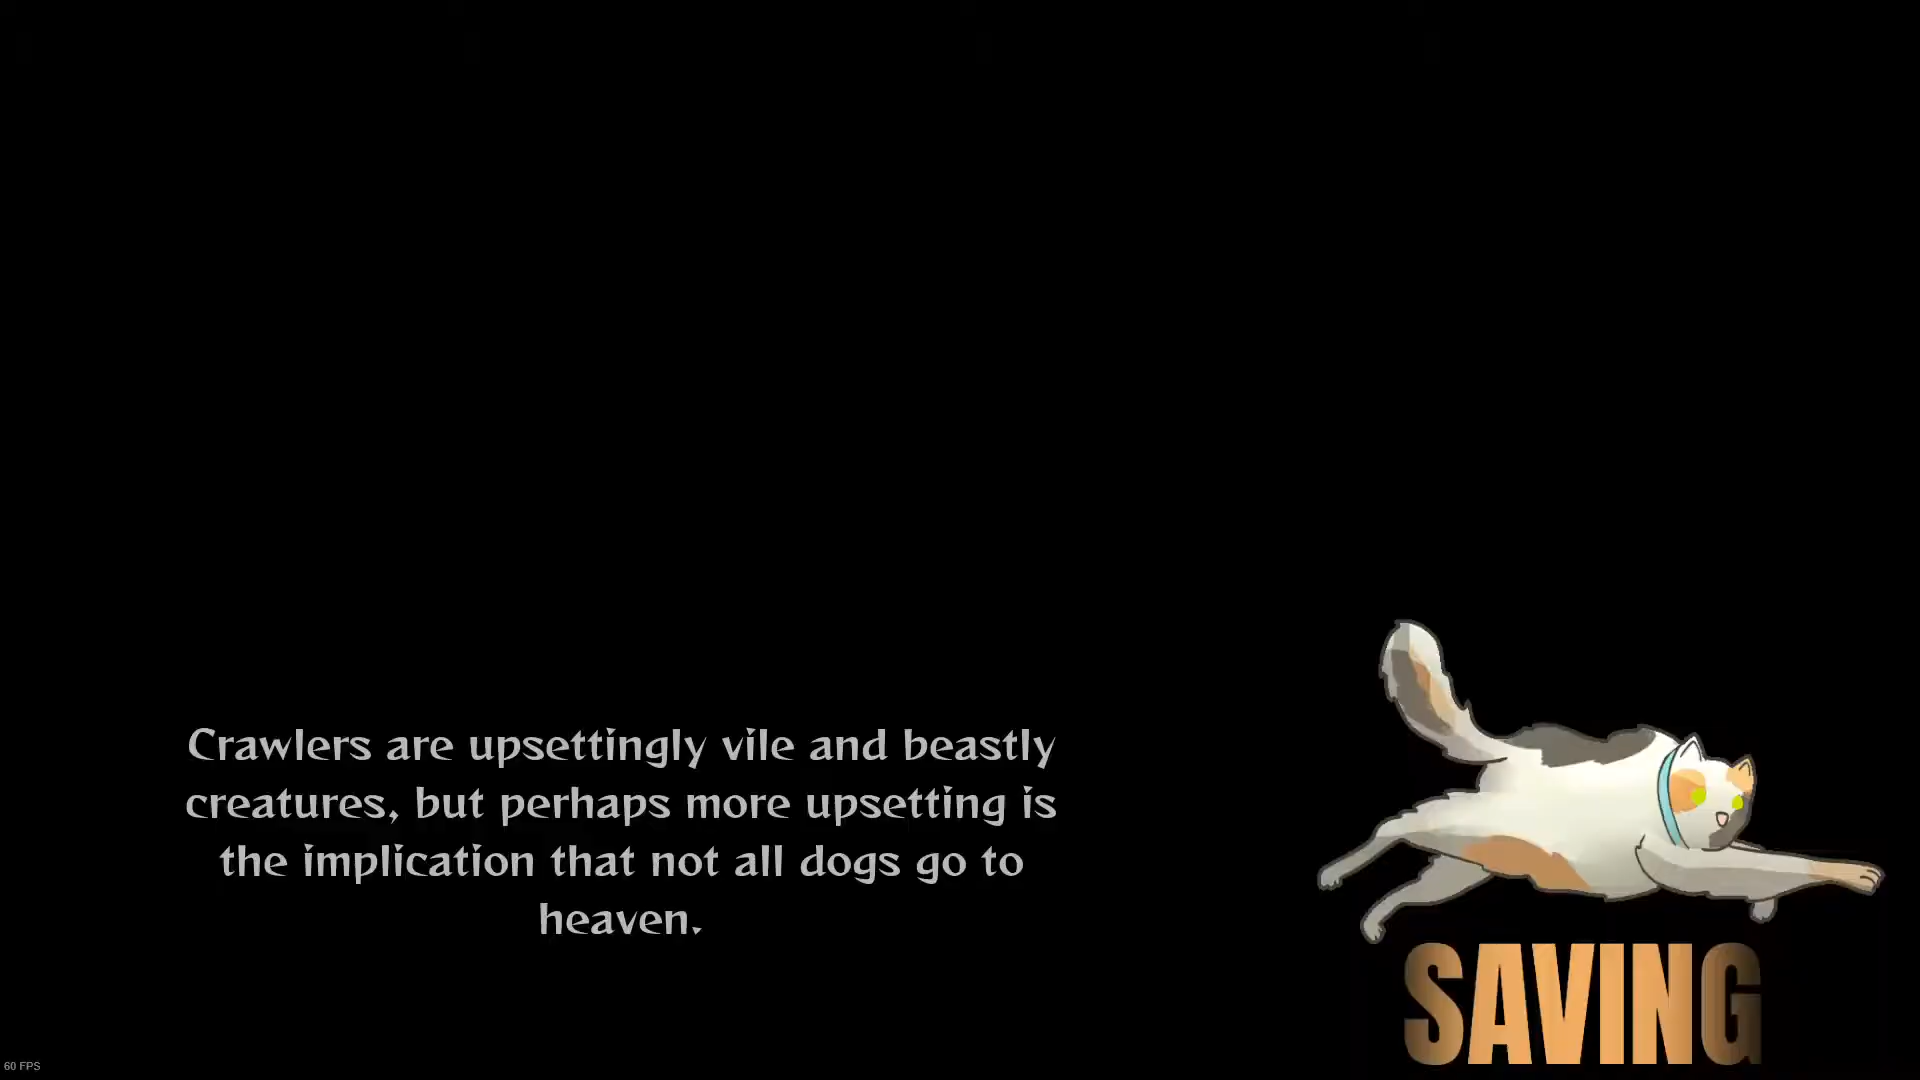 Crawlers are upsettingly vile and beastly
creatures, but perhaps more upsetting is
the implication that not all dogs go to
heaven.
SAVING
60 FPS